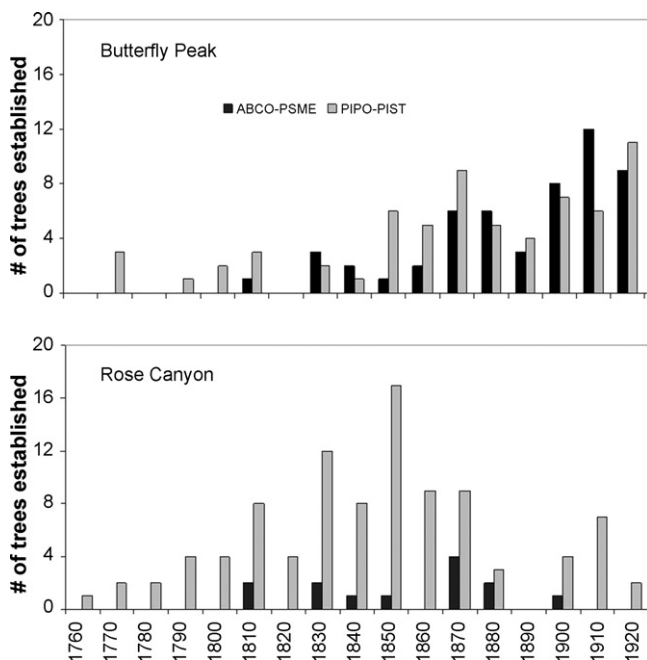 20
Butterfly Peak
16
ABCO-PSME PIPO-PIST
12
8
4
0
# of trees established
20
Rose Canyon
16
12
8
4
0
# of trees established
1760 1770 1780 1790 1800 1810 1820 1830 1840 1850 1860 1870 1880 1890 1900 1910 1920